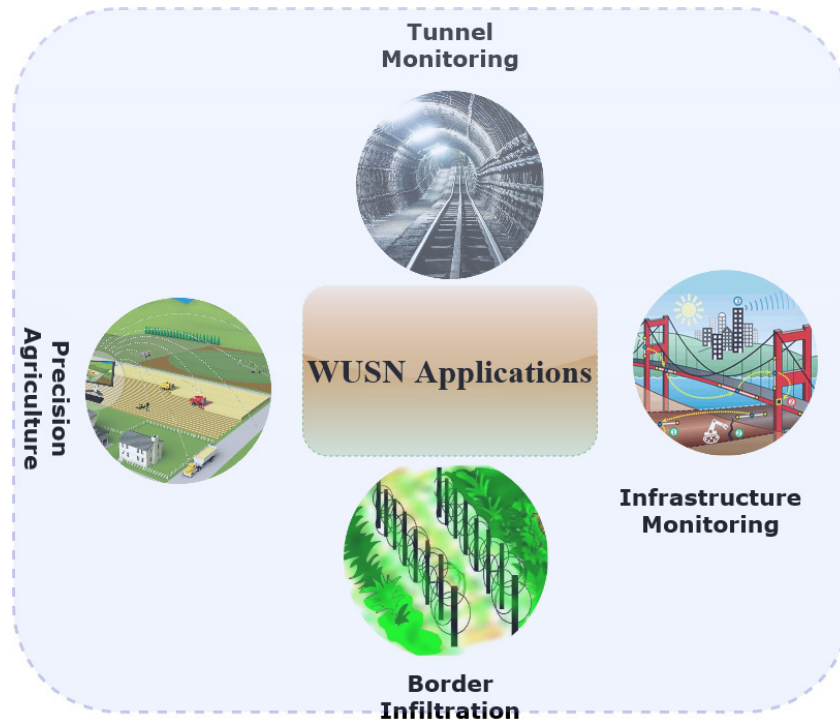 Tunnel
Monitoring
Precision
Agriculture
WUSN Applications
Infrastructure
Monitoring
Border
Infiltration